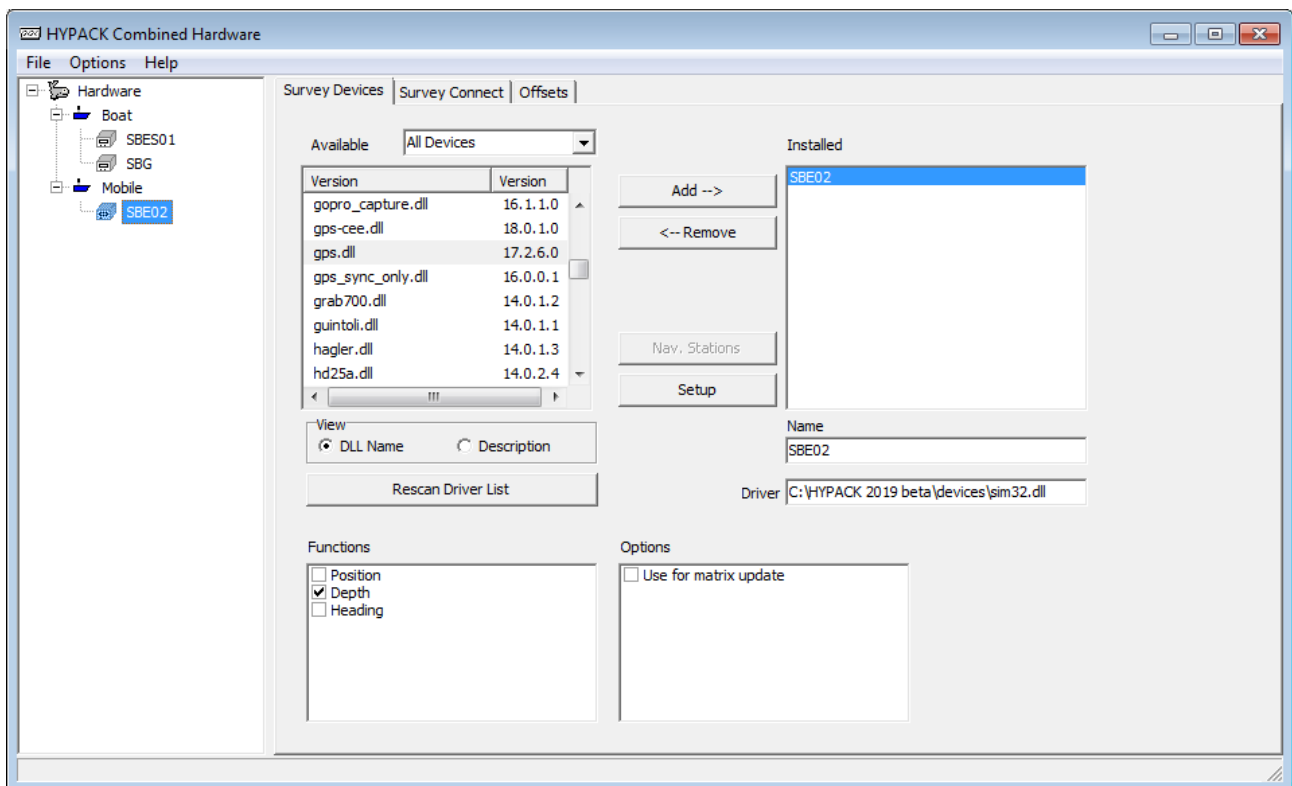 HYPACK Combined Hardware
File Options Help
Hardware
Boat
SBES01
SBG
Mobile
SBE02
Survey Devices Survey Connect Offsets
Available All Devices
Version Version
gopro_capture.dll 16.1.1.0
gps-cee.dll 18.0.1.0
gps.dll 17.2.6.0
gps_sync_only.dll 16.0.0.1
grab700.dll 14.0.1.2
guintoli.dll 14.0.1.1
hagler.dll 14.0.1.3
hd25a.dll 14.0.2.4
View
DLL Name Description
Rescan Driver List
Add -->
<-- Remove
Nav. Stations
Setup
Installed
SBE02
Name
SBE02
Driver C:\HYPACK 2019 beta\devices\sim32.dll
Functions
Position
Depth
Heading
Options
Use for matrix update